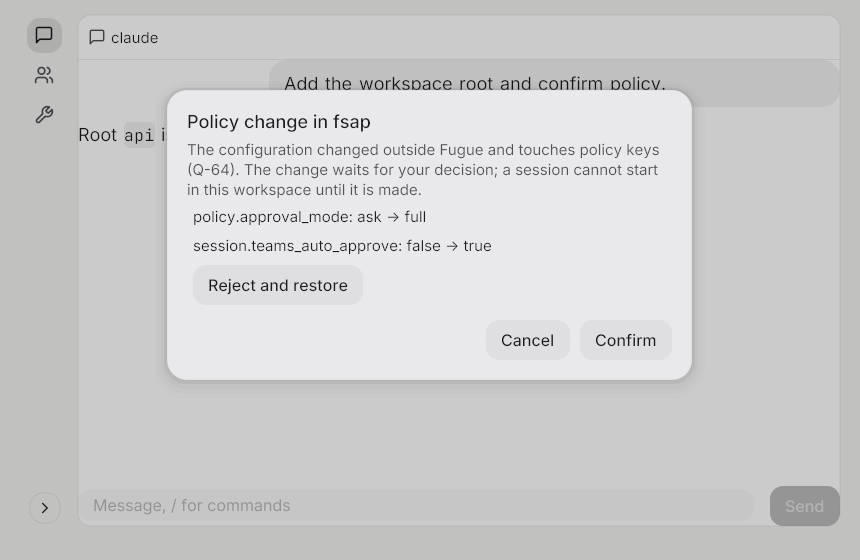 claude
Add the workspace root and confirm policy.
Root api
Policy change in fsap
The configuration changed outside Fugue and touches policy keys
(Q-64). The change waits for your decision; a session cannot start
in this workspace until it is made.
policy.approval_mode: ask → full
session.teams_auto_approve: false → true
Reject and restore
Cancel
Confirm
Message, / for commands
Send